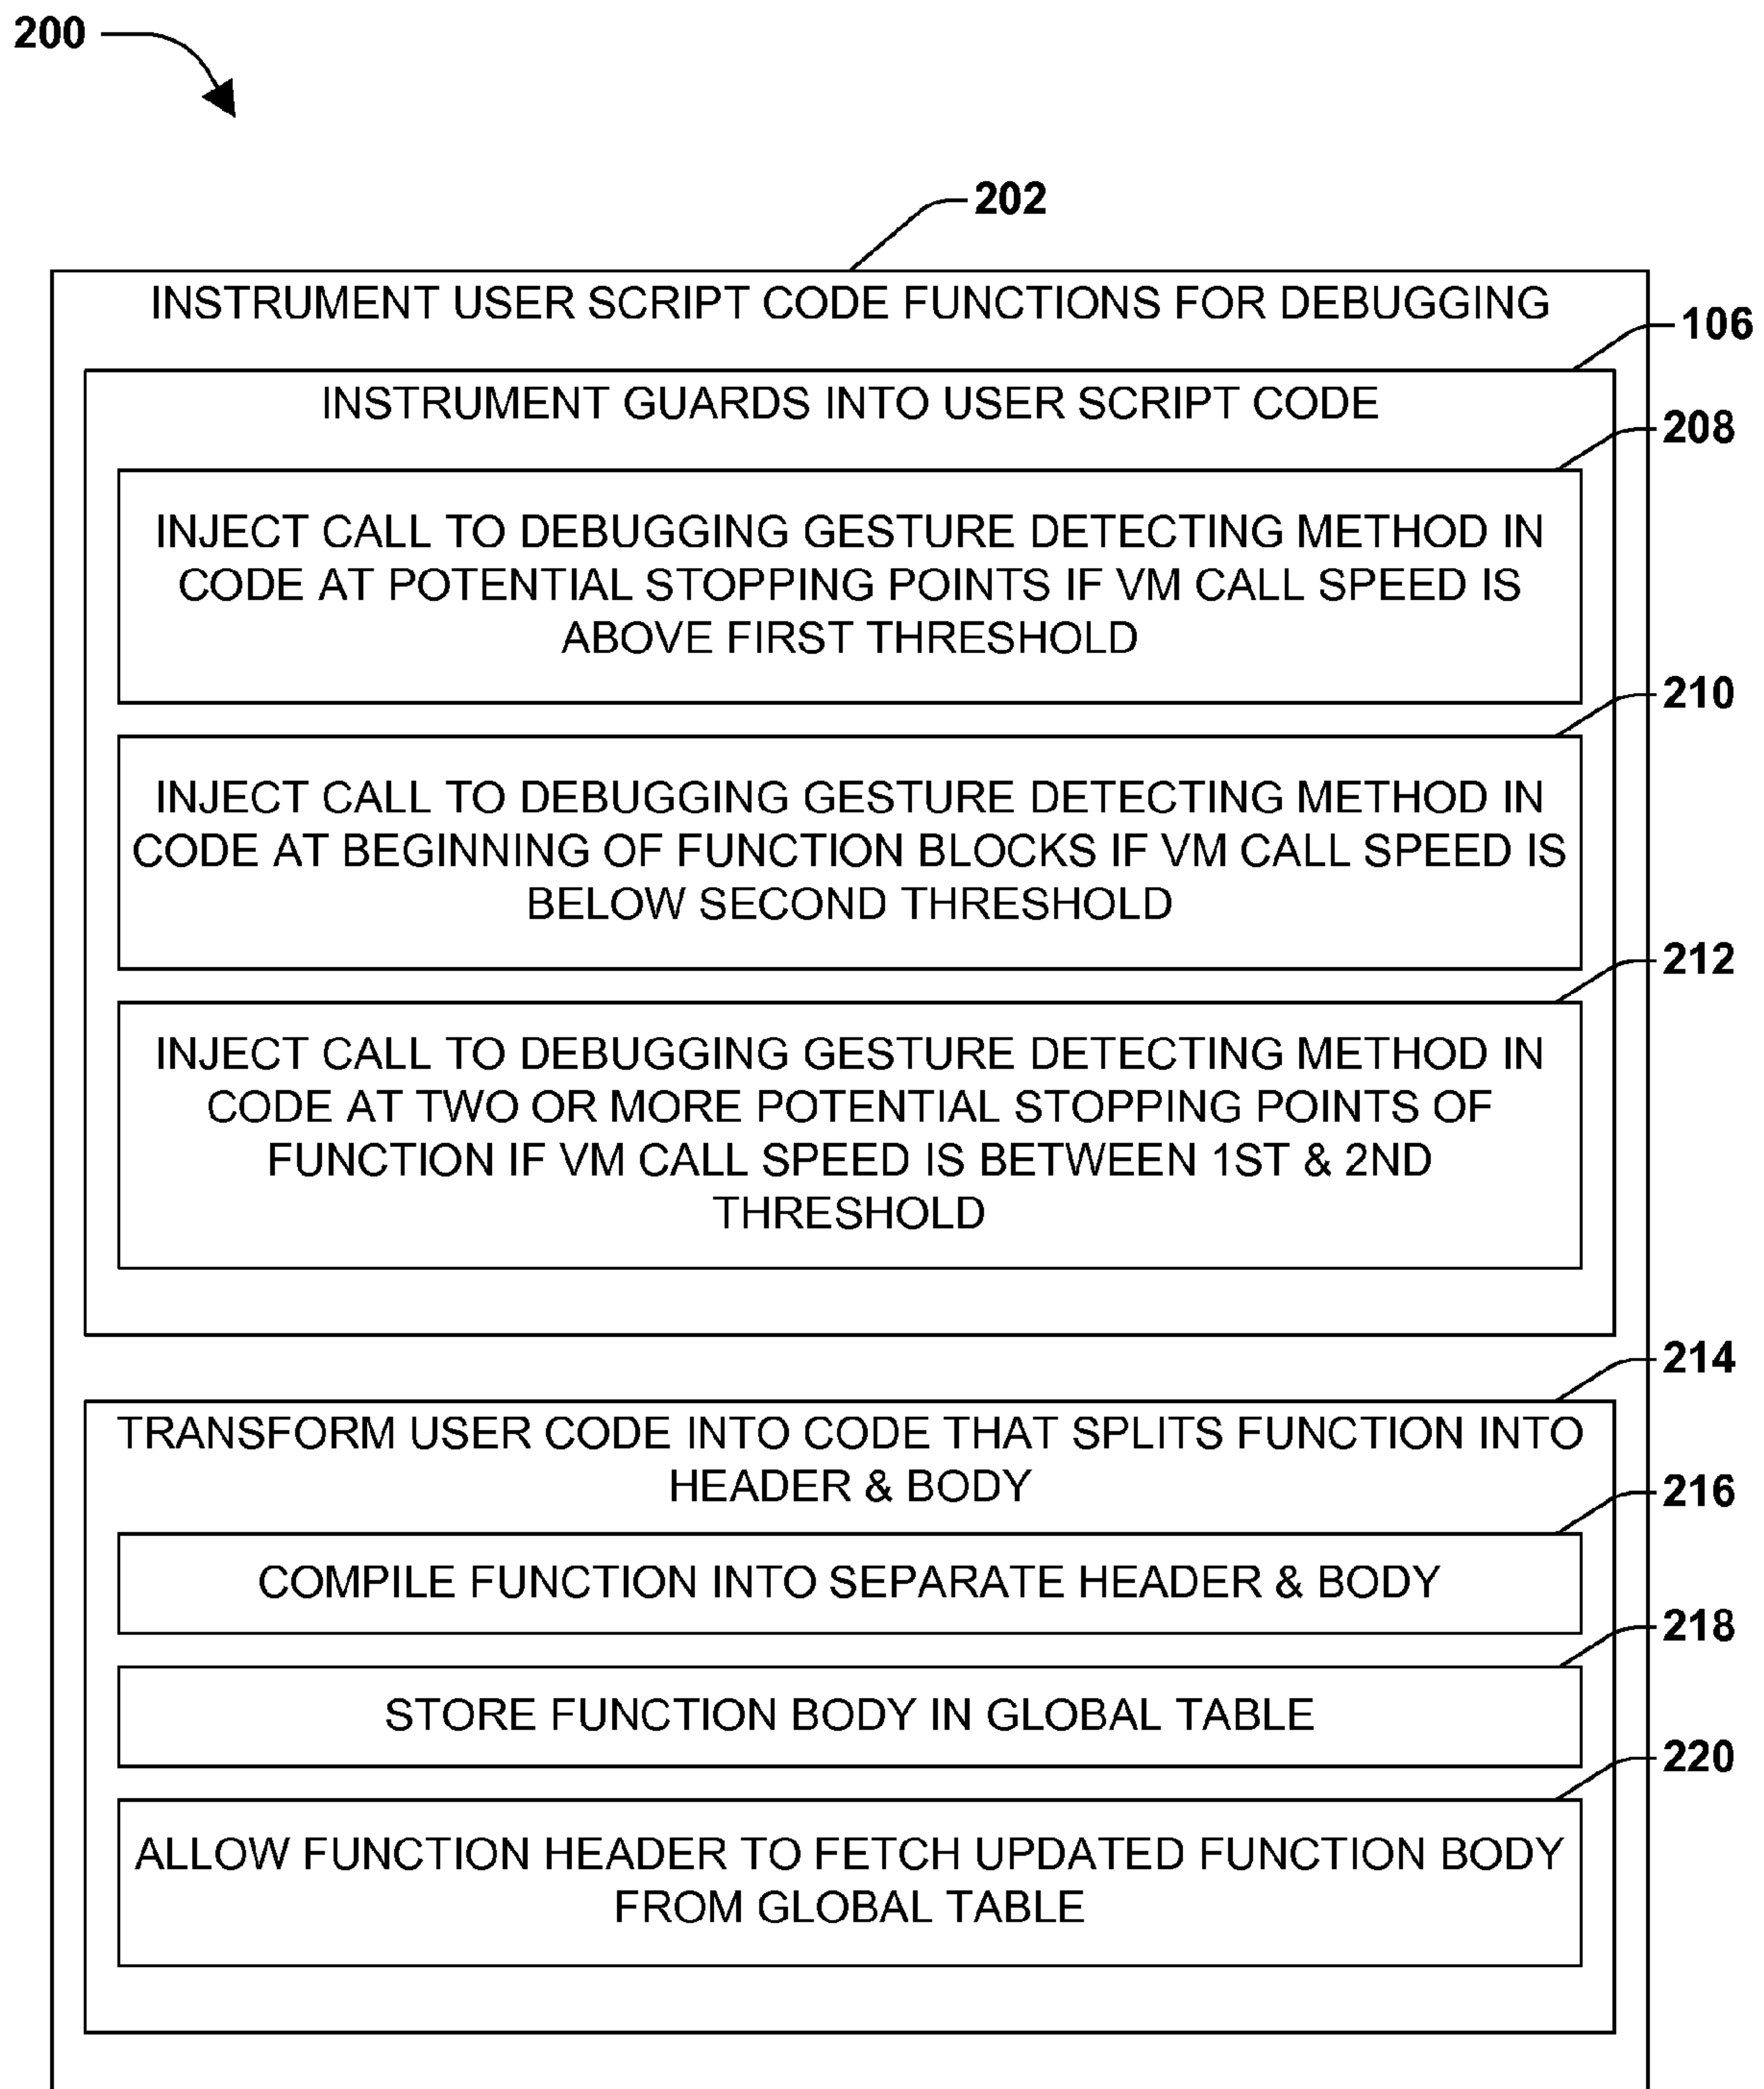 200
202
INSTRUMENT USER SCRIPT CODE FUNCTIONS FOR DEBUGGING
106
INSTRUMENT GUARDS INTO USER SCRIPT CODE
208
INJECT CALL TO DEBUGGING GESTURE DETECTING METHOD IN
CODE AT POTENTIAL STOPPING POINTS IF VM CALL SPEED IS
ABOVE FIRST THRESHOLD
210
INJECT CALL TO DEBUGGING GESTURE DETECTING METHOD IN
CODE AT BEGINNING OF FUNCTION BLOCKS IF VM CALL SPEED IS
BELOW SECOND THRESHOLD
212
INJECT CALL TO DEBUGGING GESTURE DETECTING METHOD IN
CODE AT TWO OR MORE POTENTIAL STOPPING POINTS OF
FUNCTION IF VM CALL SPEED IS BETWEEN 1ST & 2ND
THRESHOLD
214
TRANSFORM USER CODE INTO CODE THAT SPLITS FUNCTION INTO
HEADER & BODY
216
COMPILE FUNCTION INTO SEPARATE HEADER & BODY
218
STORE FUNCTION BODY IN GLOBAL TABLE
220
ALLOW FUNCTION HEADER TO FETCH UPDATED FUNCTION BODY
FROM GLOBAL TABLE